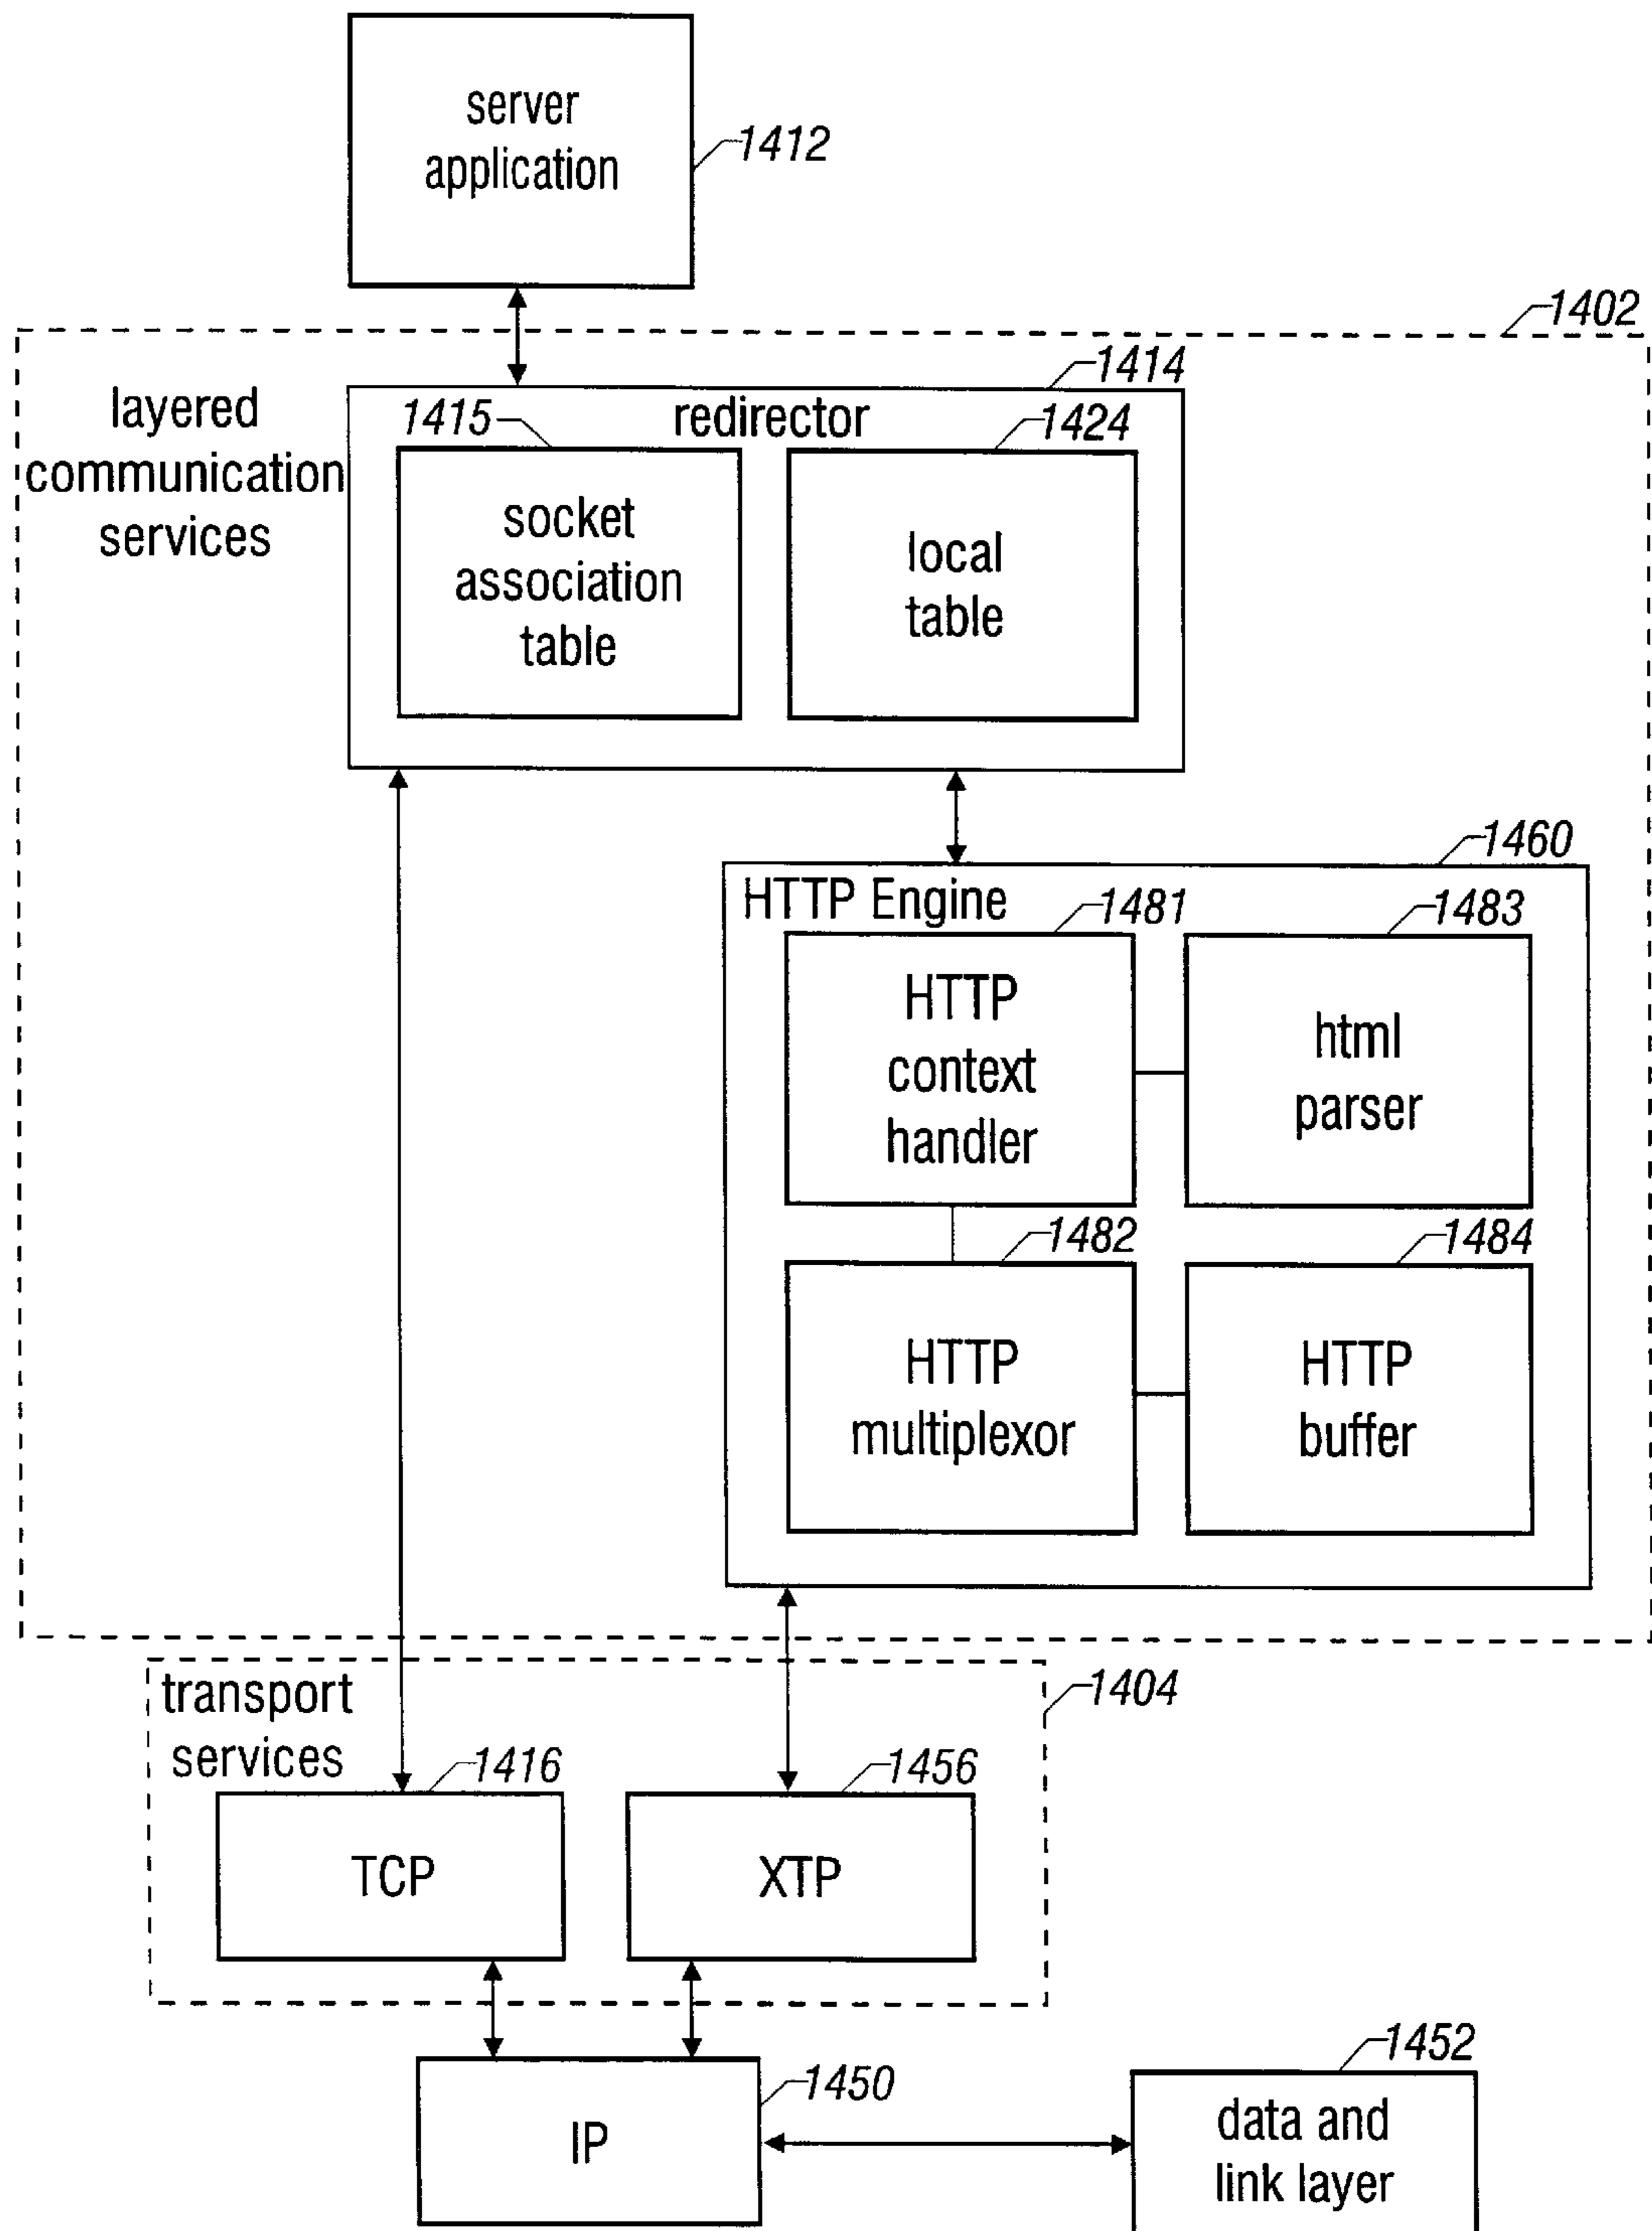 server
application
1412
1402
layered
communication
services
1414
redirector
1415
1424
socket
association
table
local
table
1460
HTTP Engine
1481
1483
HTTP
context
handler
html
parser
1482
1484
HTTP
multiplexor
HTTP
buffer
transport
services
1404
1416
1456
TCP
XTP
1450
1452
IP
data and
link layer